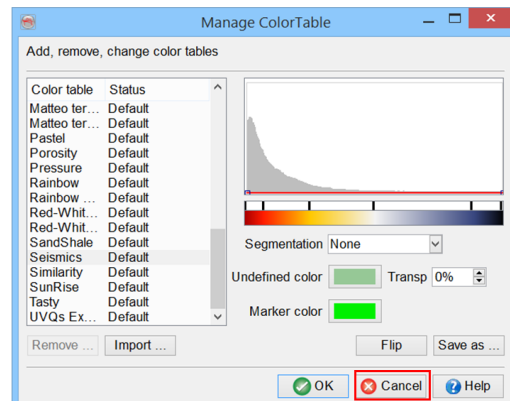 Manage ColorTable
Add, remove, change color tables
Color table Status
Matteo ter... Default
Matteo ter... Default
Pastel Default
Porosity Default
Pressure Default
Rainbow Default
Rainbow ... Default
Red-Whit... Default
Red-Whit... Default
SandShale Default
Seismics Default
Similarity Default
SunRise Default
Tasty Default
UVQs Ex... Default
Segmentation None
Undefined color Transp 0%
Marker color
Remove ... Import ... Flip Save as ...
OK Cancel Help